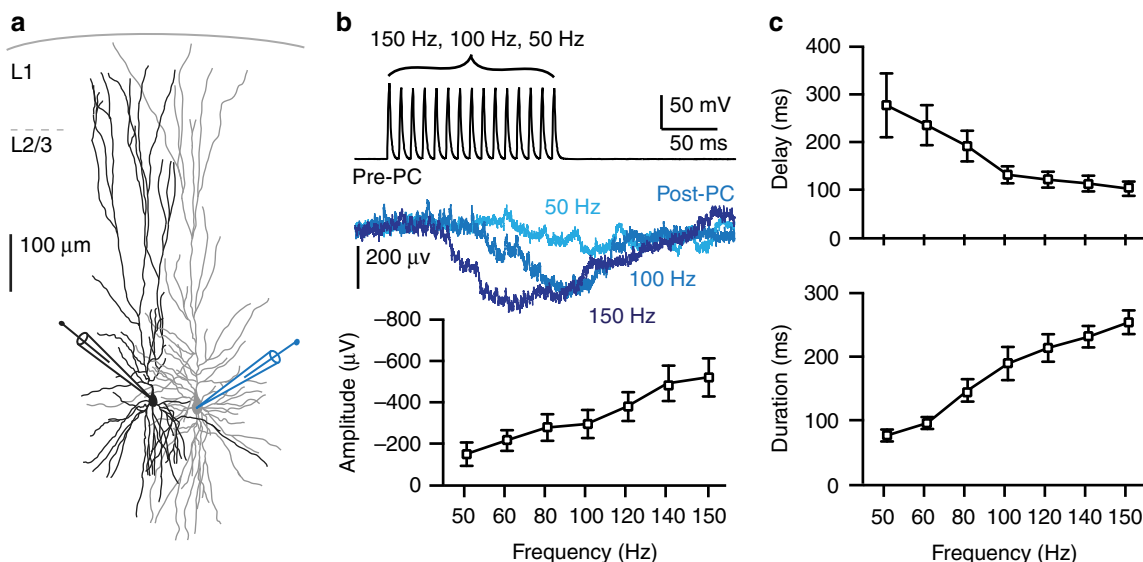 a
L1
L2/3
100 µm
b
150 Hz, 100 Hz, 50 Hz
50 mV
50 ms
Pre-PC
Post-PC
50 Hz
200 µv
100 Hz
150 Hz
–800
–600
–400
–200
0
Amplitude (µV)
50 60 80 100 120 140 150
Frequency (Hz)
c
400
300
200
100
Delay (ms)
300
200
100
0
Duration (ms)
50 60 80 100 120 140 150
Frequency (Hz)